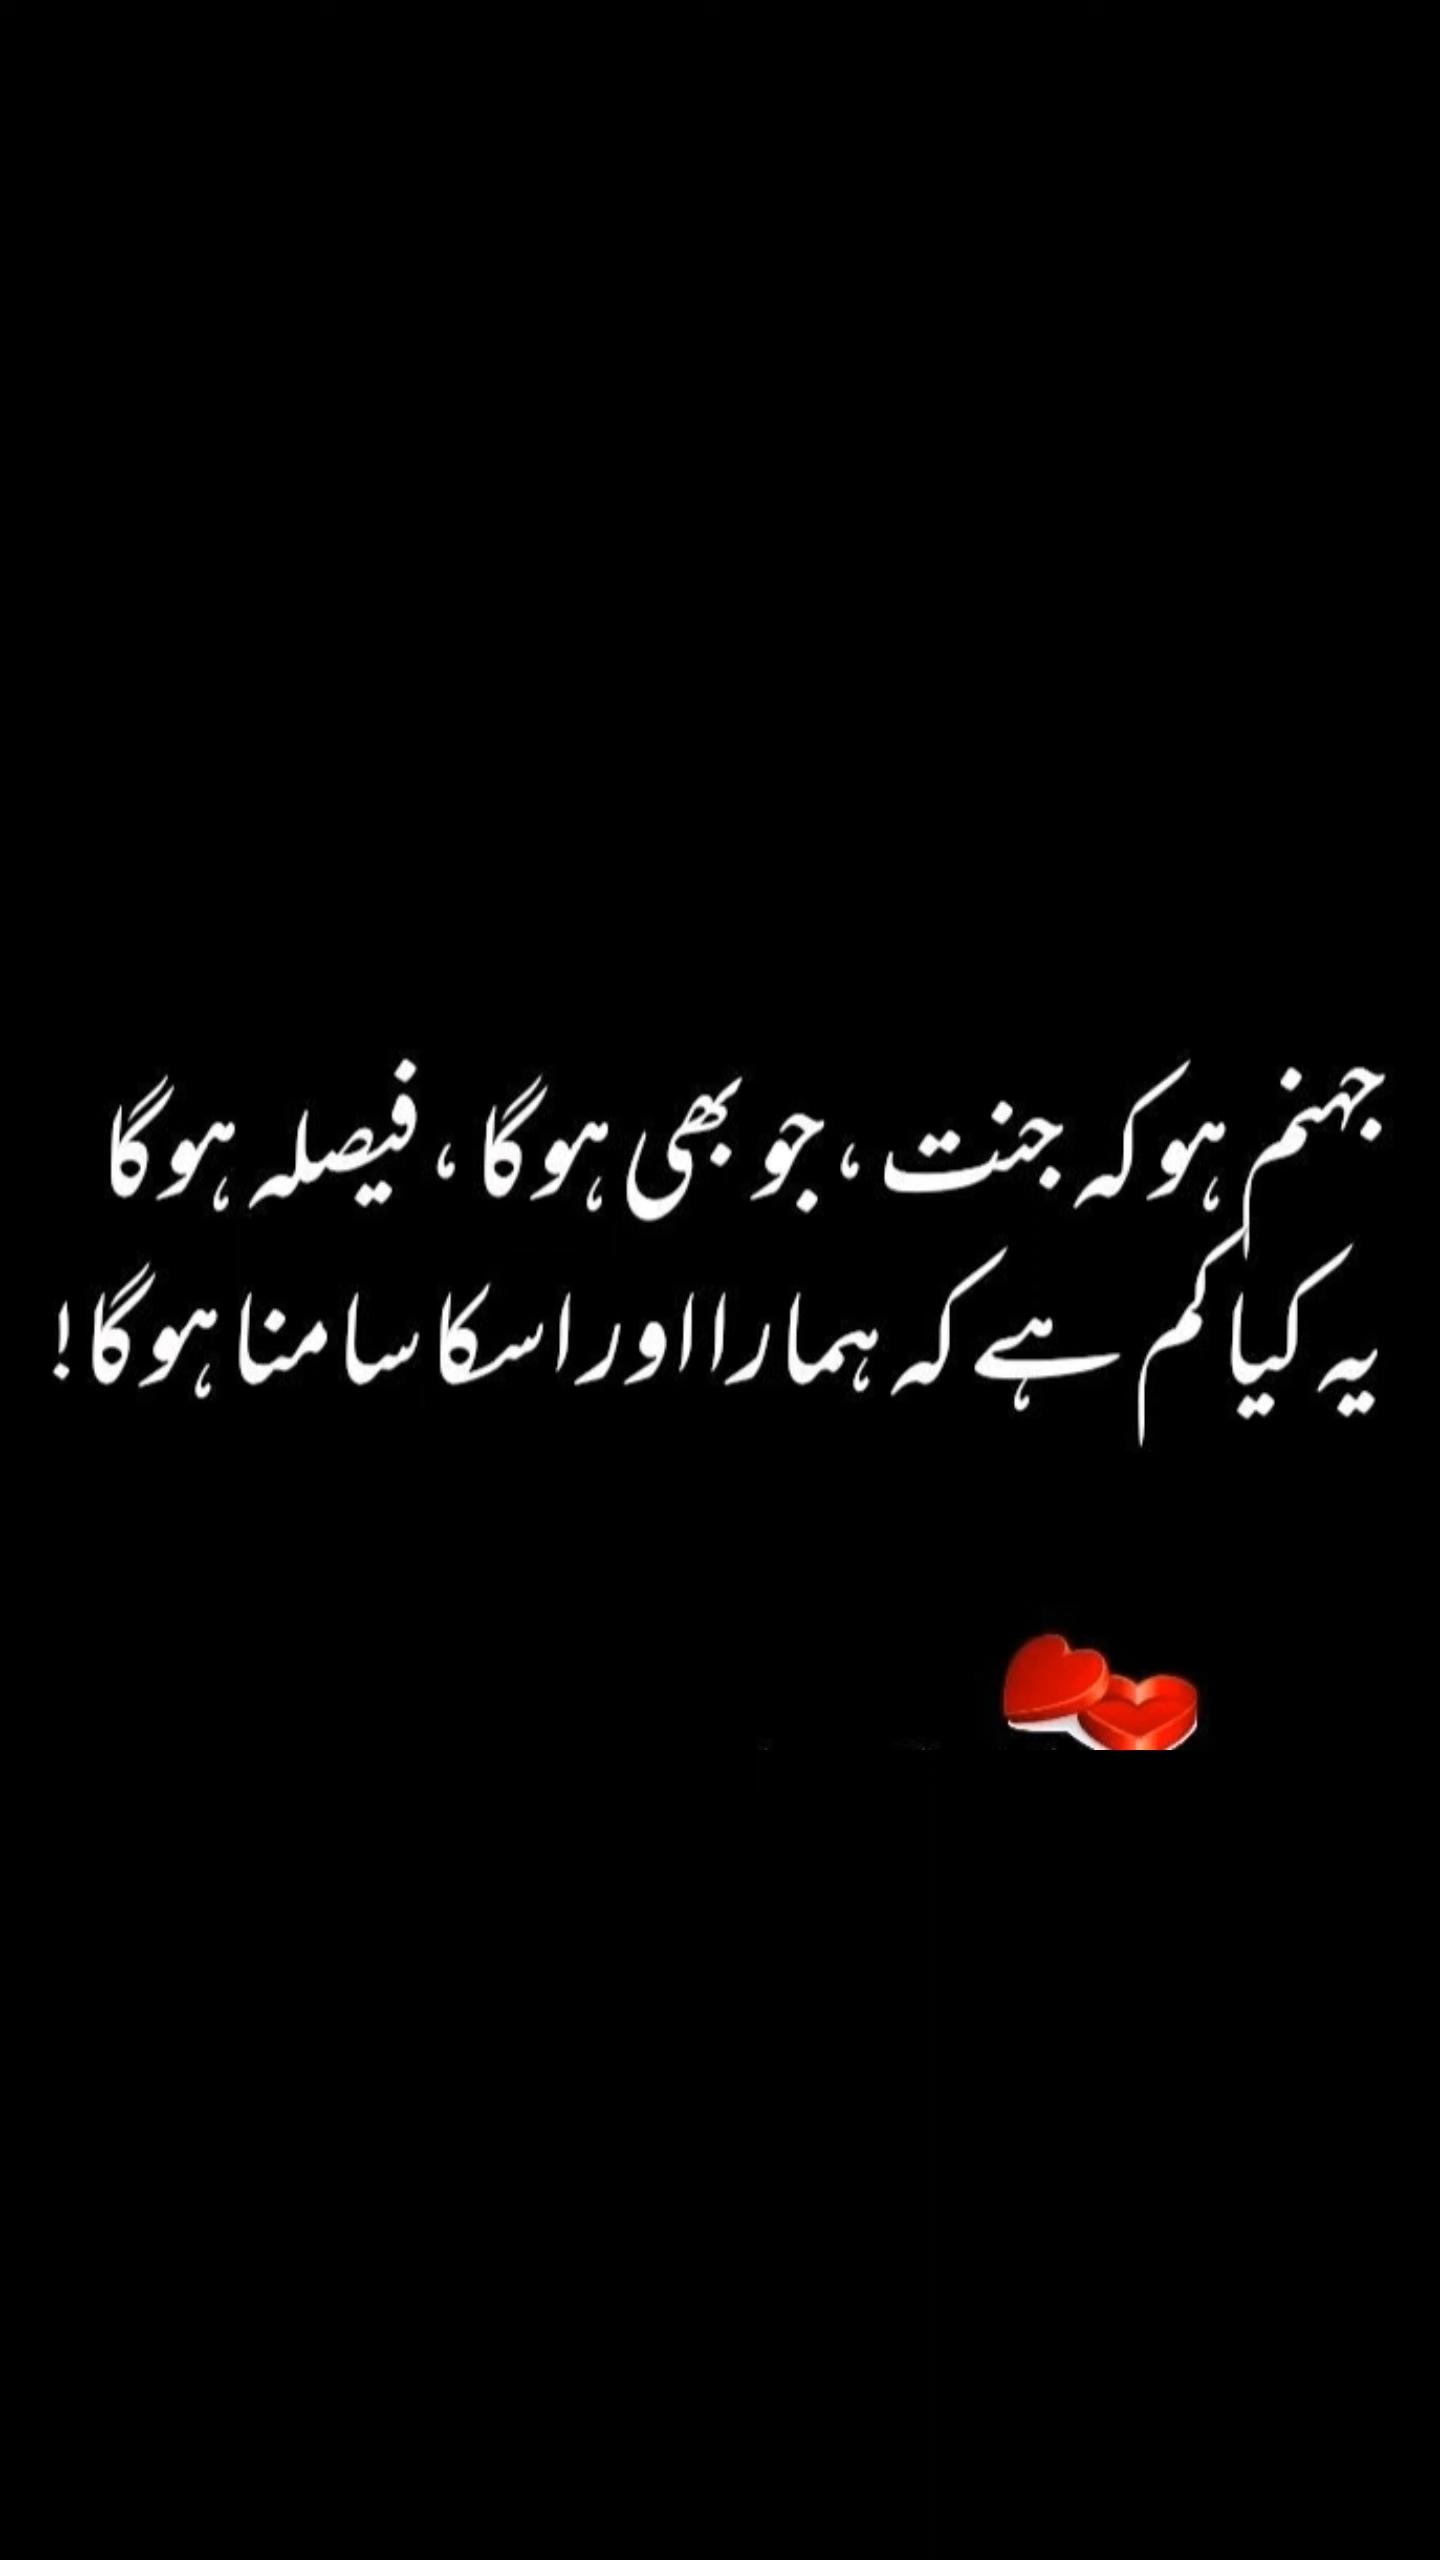 جہنم ہو کہ جنت ، جو بھی ہو گا ، فیصلہ ہو گا
یہ کیا کم ہے کہ ہمارا اور اسکا سامنا ہو گا !